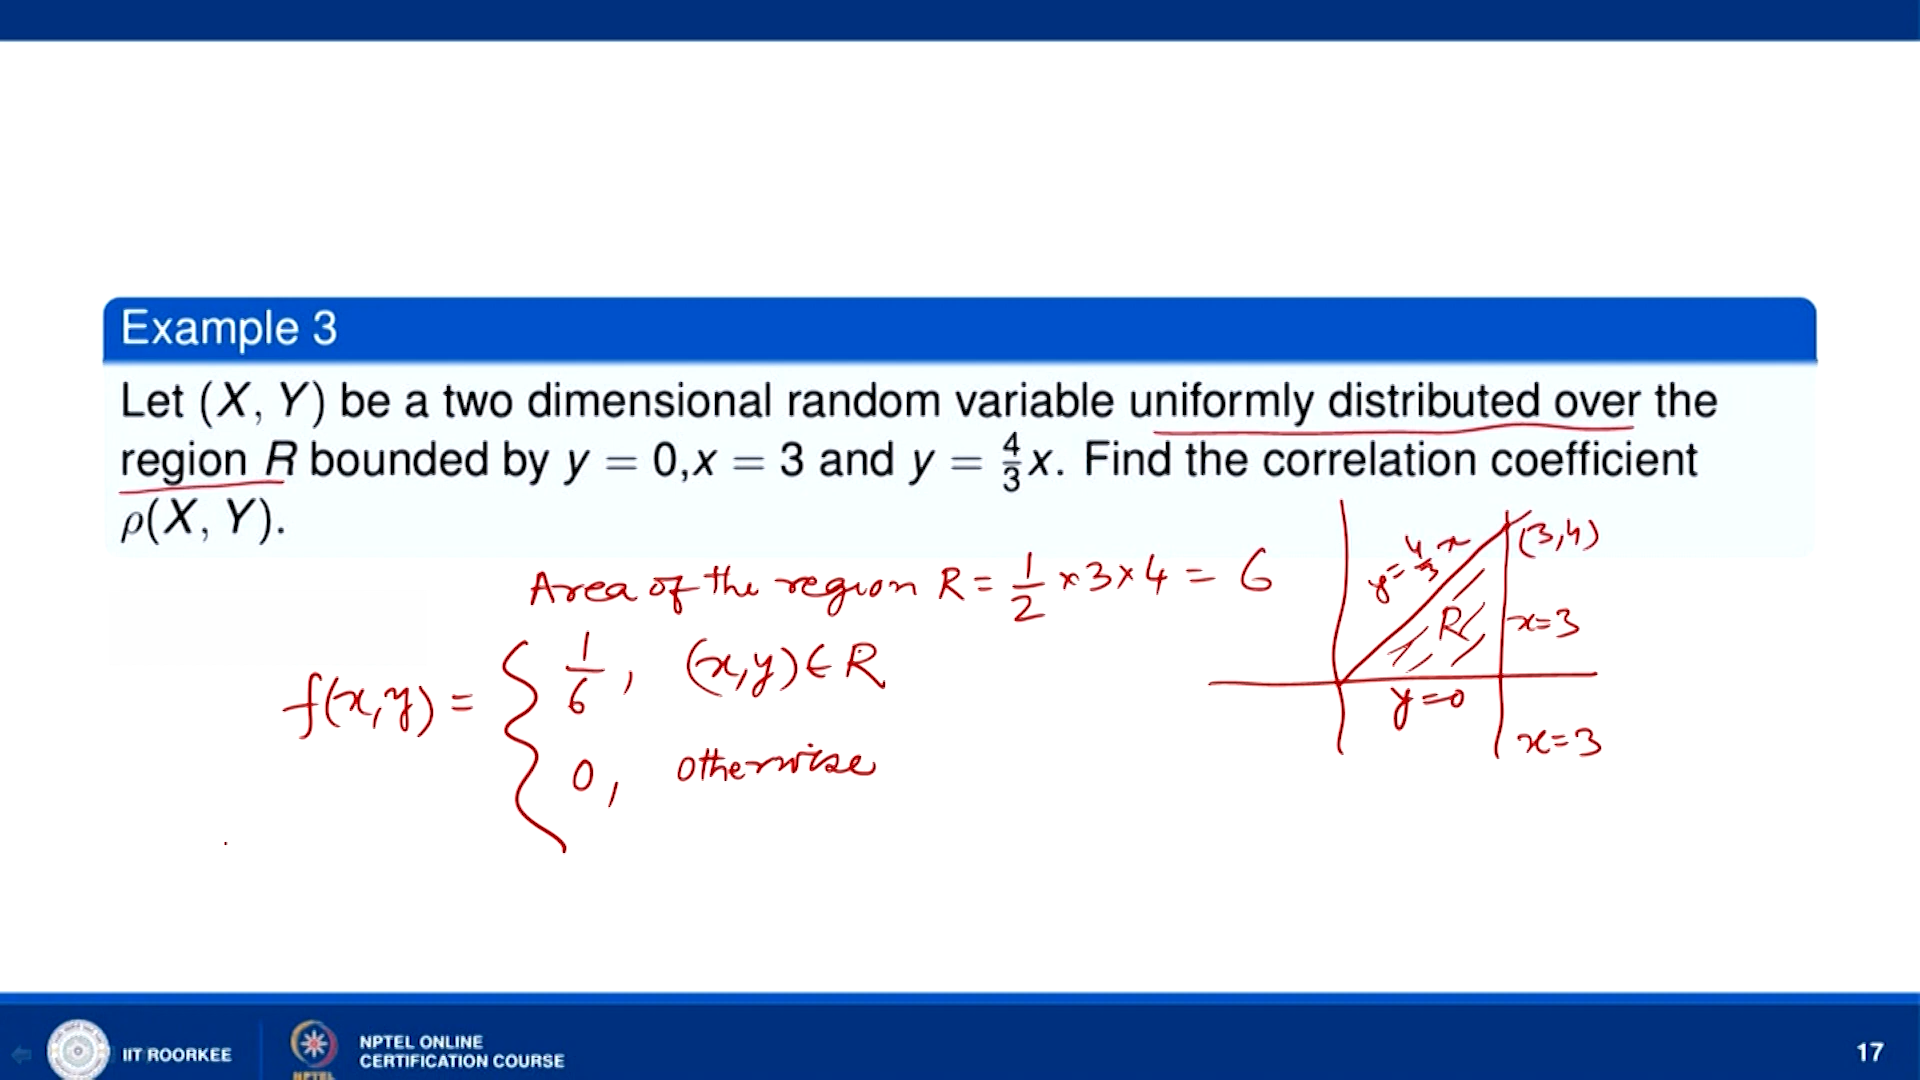 Example 3
Let (X, Y) be a two dimensional random variable uniformly distributed over the
region R bounded by y = 0,x = 3 and y = 4/3 x. Find the correlation coefficient
ρ(X, Y).
Area of the region R = 1/2 × 3 × 4 = 6
f(x,y) = { 1/6, (x,y) ∈ R
0, otherwise
y = 4/3 x
(3,4)
R
x=3
y=0
x=3
IIT ROORKEE
NPTEL
NPTEL ONLINE
CERTIFICATION COURSE
17